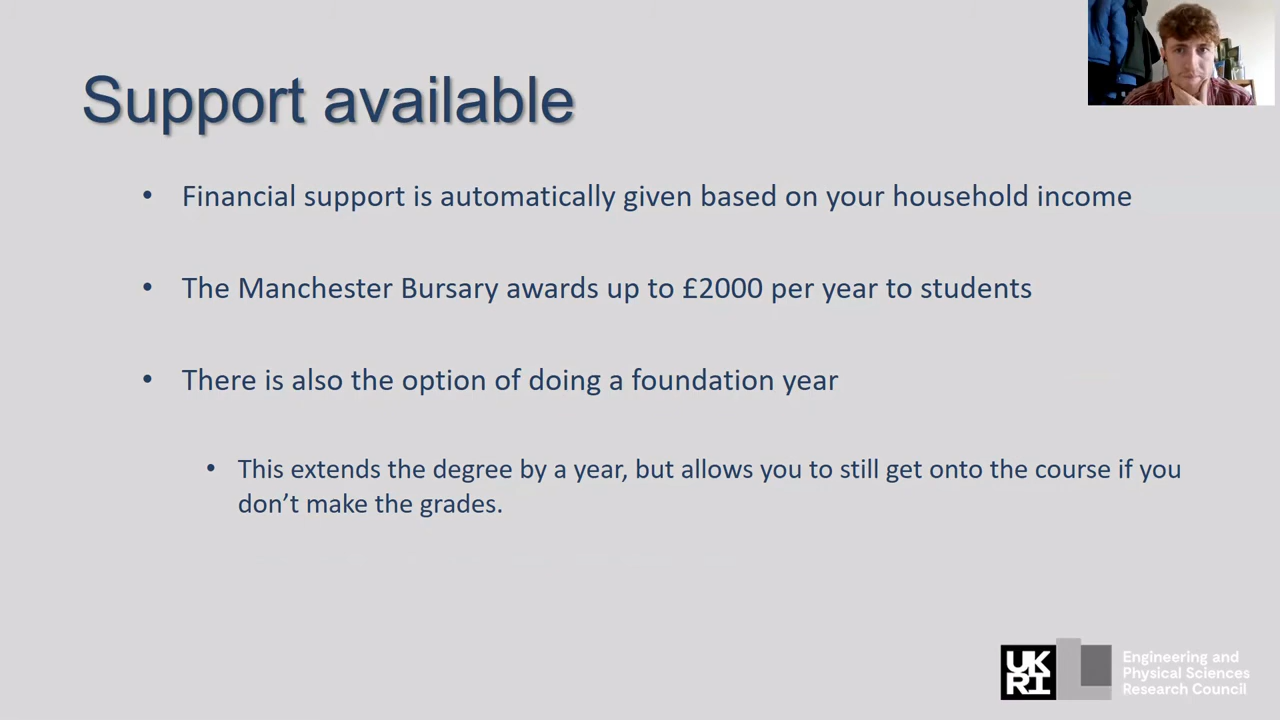 Support available
• Financial support is automatically given based on your household income
• The Manchester Bursary awards up to £2000 per year to students
• There is also the option of doing a foundation year
• This extends the degree by a year, but allows you to still get onto the course if you
don’t make the grades.
UK
RI
Engineering and
Physical Sciences
Research Council